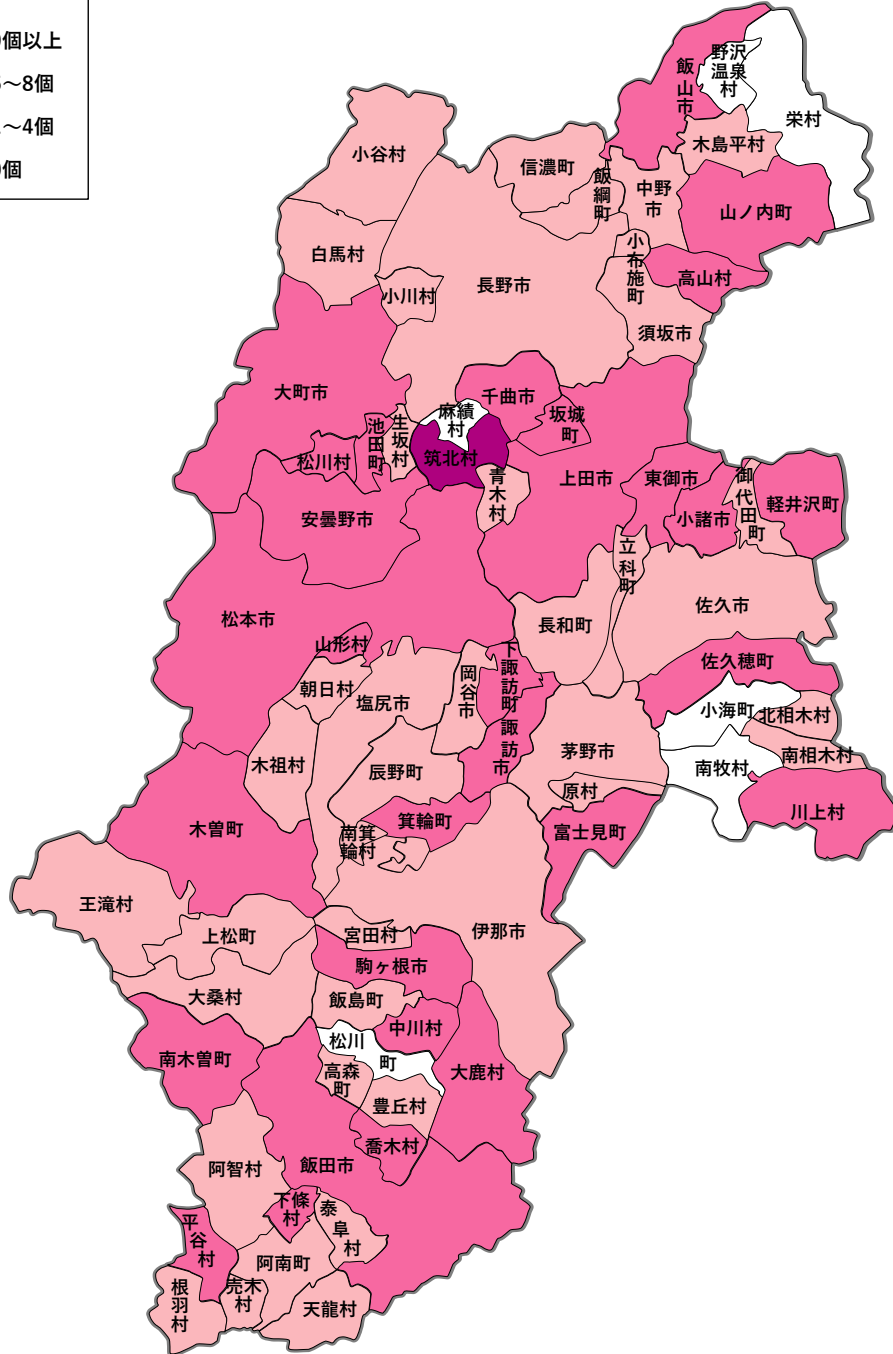 個以上
～8個
～4個
個
野沢
温泉
村
飯山市
栄村
木島平村
小谷村
信濃町
飯綱町
中野
市
山ノ内町
白馬村
小布施町
高山村
長野市
小川村
須坂市
大町市
千曲市
麻績
村
坂城
町
池田町
生坂村
松川村
筑北村
青木村
上田市
東御市
御代田町
軽井沢町
安曇野市
小諸市
立科町
松本市
長和町
佐久市
山形村
下諏訪町
佐久穂町
朝日村
岡谷市
塩尻市
小海町
北相木村
諏訪市
木祖村
辰野町
茅野市
南牧村
南相木村
原村
木曽町
箕輪町
南箕
輪村
富士見町
川上村
王滝村
上松町
宮田村
伊那市
駒ヶ根市
大桑村
飯島町
中川村
松川
町
南木曽町
高森
町
大鹿村
豊丘村
喬木村
阿智村
飯田市
下條
村
泰阜村
平谷村
阿南町
売木
村
根羽村
天龍村